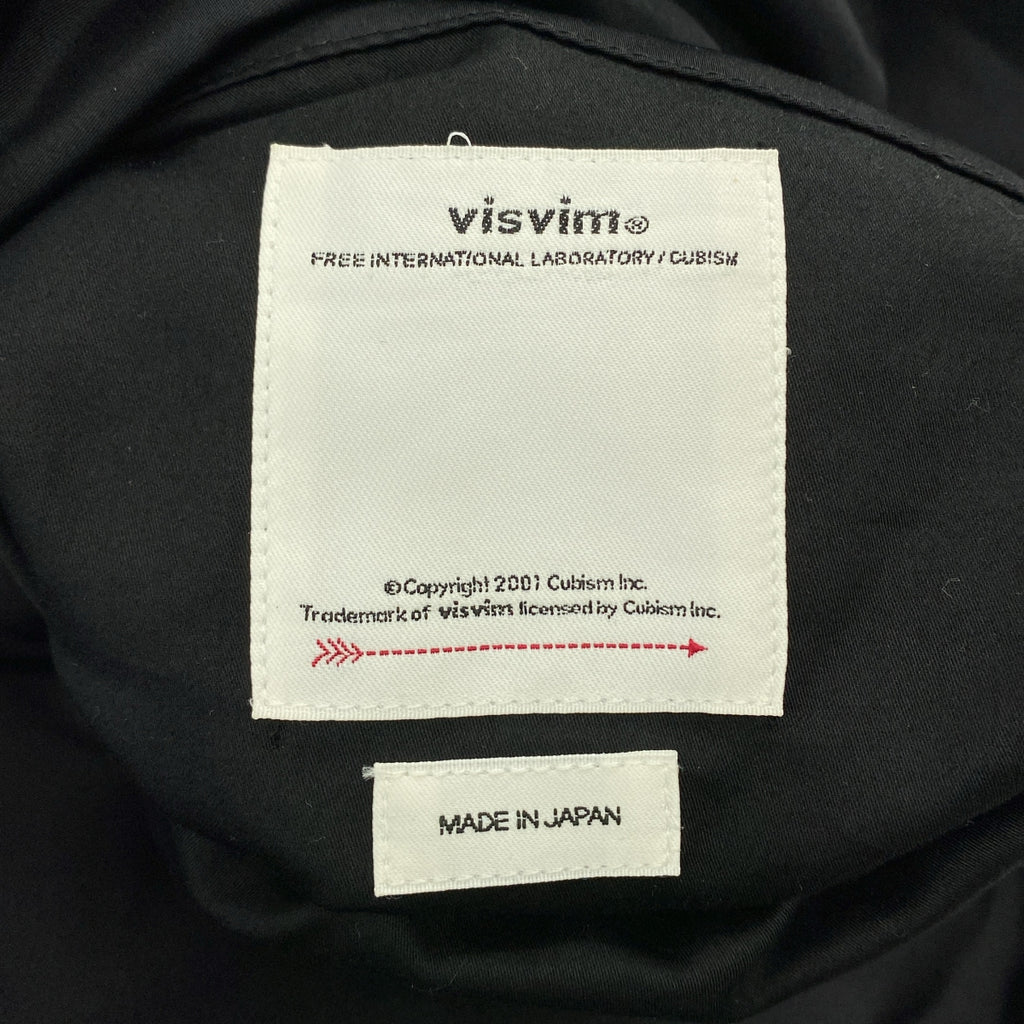 visvim®
FREE INTERNATIONAL LABORATORY / CUBISM
©Copyright 2001 Cubism Inc.
Trademark of visvim licensed by Cubism Inc.
MADE IN JAPAN